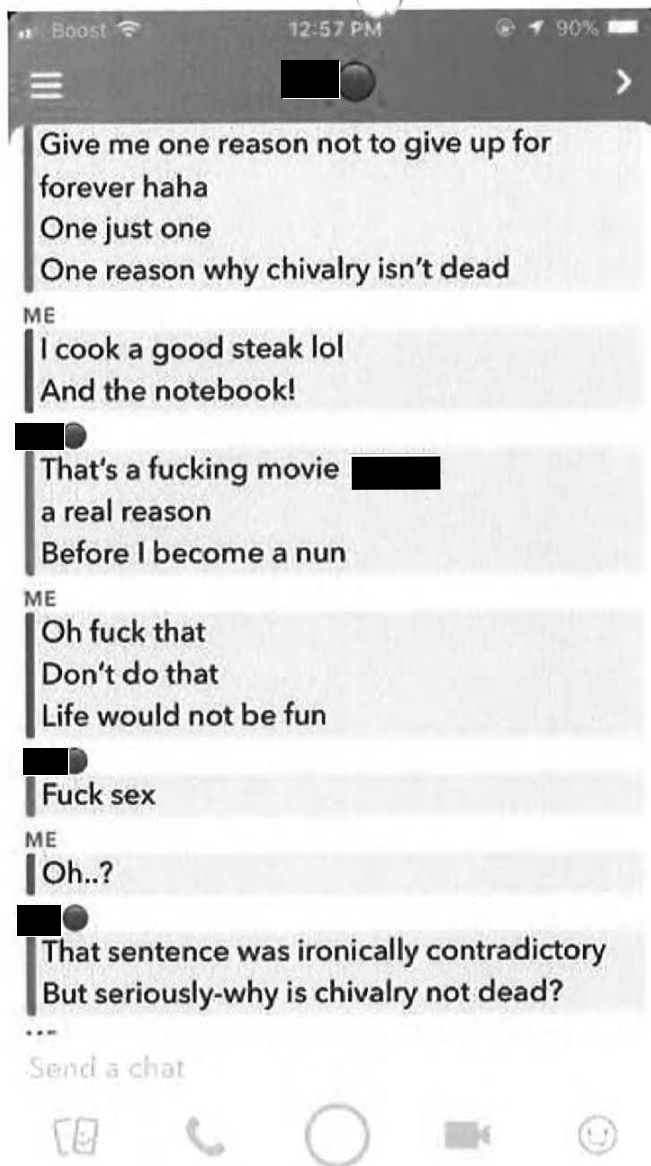 Boost 12:57 PM 90%
Give me one reason not to give up for
forever haha
One just one
One reason why chivalry isn't dead
ME
I cook a good steak lol
And the notebook!
That's a fucking movie
a real reason
Before I become a nun
ME
Oh fuck that
Don't do that
Life would not be fun
Fuck sex
ME
Oh..?
That sentence was ironically contradictory
But seriously-why is chivalry not dead?
Send a chat